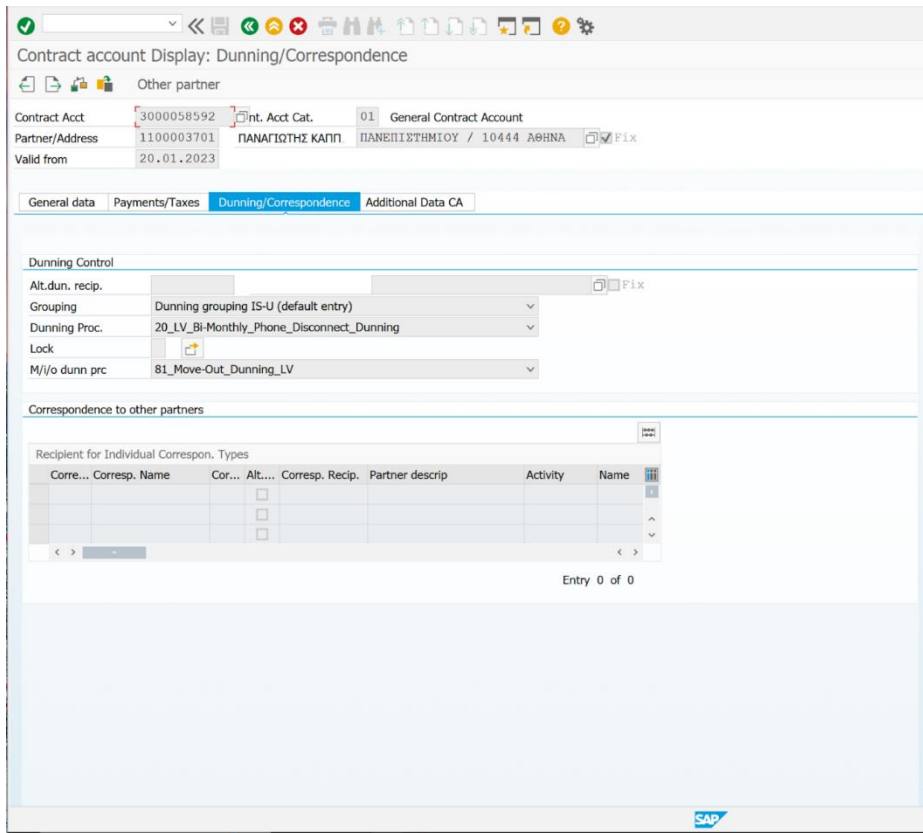 Contract account Display: Dunning/Correspondence
Other partner
Contract Acct 3000058592 nt. Acct Cat. 01 General Contract Account
Partner/Address 1100003701 ΠΑΝΑΓΙΩΤΗΣ ΚΑΠΠ ΠΑΝΕΠΙΣΤΗΜΙΟΥ / 10444 ΑΘΗΝΑ Fix
Valid from 20.01.2023
General data Payments/Taxes Dunning/Correspondence Additional Data CA
Dunning Control
Alt.dun. recip. Fix
Grouping Dunning grouping IS-U (default entry)
Dunning Proc. 20_LV_Bi-Monthly_Phone_Disconnect_Dunning
Lock
M/i/o dunn prc 81_Move-Out_Dunning_LV
Correspondence to other partners
Recipient for Individual Correspon. Types
Corre... Corresp. Name Cor... Alt.... Corresp. Recip. Partner descrip Activity Name
Entry 0 of 0
SAP